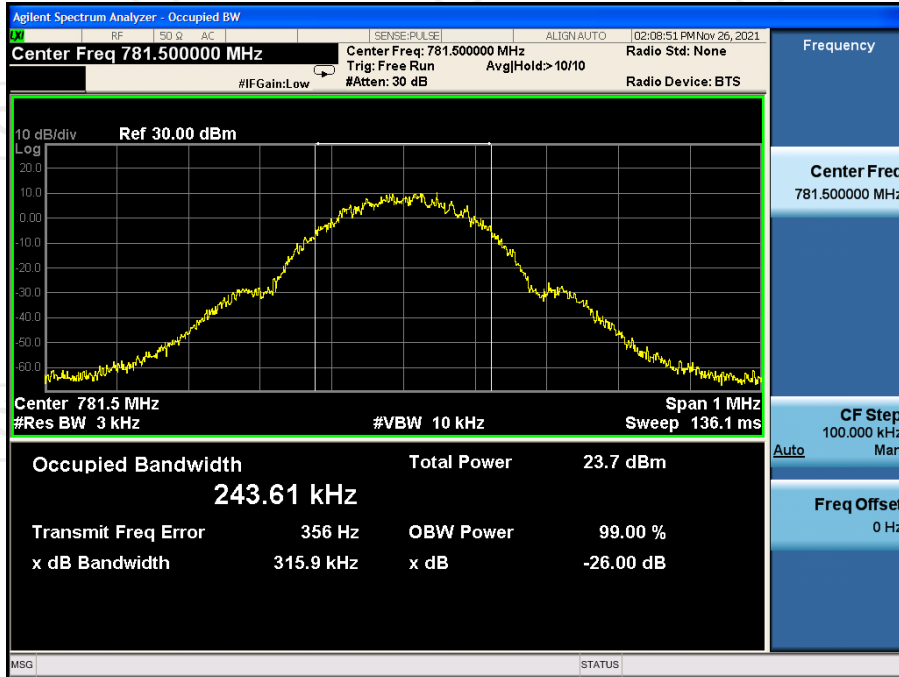 Agilent Spectrum Analyzer - Occupied BW
LXI RF 50 Ω AC SENSE:PULSE ALIGN AUTO 02:08:51 PM Nov 26, 2021
Center Freq 781.500000 MHz
Center Freq: 781.500000 MHz
Radio Std: None
Trig: Free Run Avg|Hold:>10/10
#IFGain:Low
#Atten: 30 dB
Radio Device: BTS
10 dB/div Ref 30.00 dBm
Log
20.0
10.0
0.00
-10.0
-20.0
-30.0
-40.0
-50.0
-60.0
Center 781.5 MHz Span 1 MHz
#Res BW 3 kHz #VBW 10 kHz Sweep 136.1 ms
Occupied Bandwidth Total Power 23.7 dBm
243.61 kHz
Transmit Freq Error 356 Hz OBW Power 99.00 %
x dB Bandwidth 315.9 kHz x dB -26.00 dB
MSG STATUS
Frequency
Center Freq
781.500000 MHz
CF Step
100.000 kHz
Auto Man
Freq Offset
0 Hz